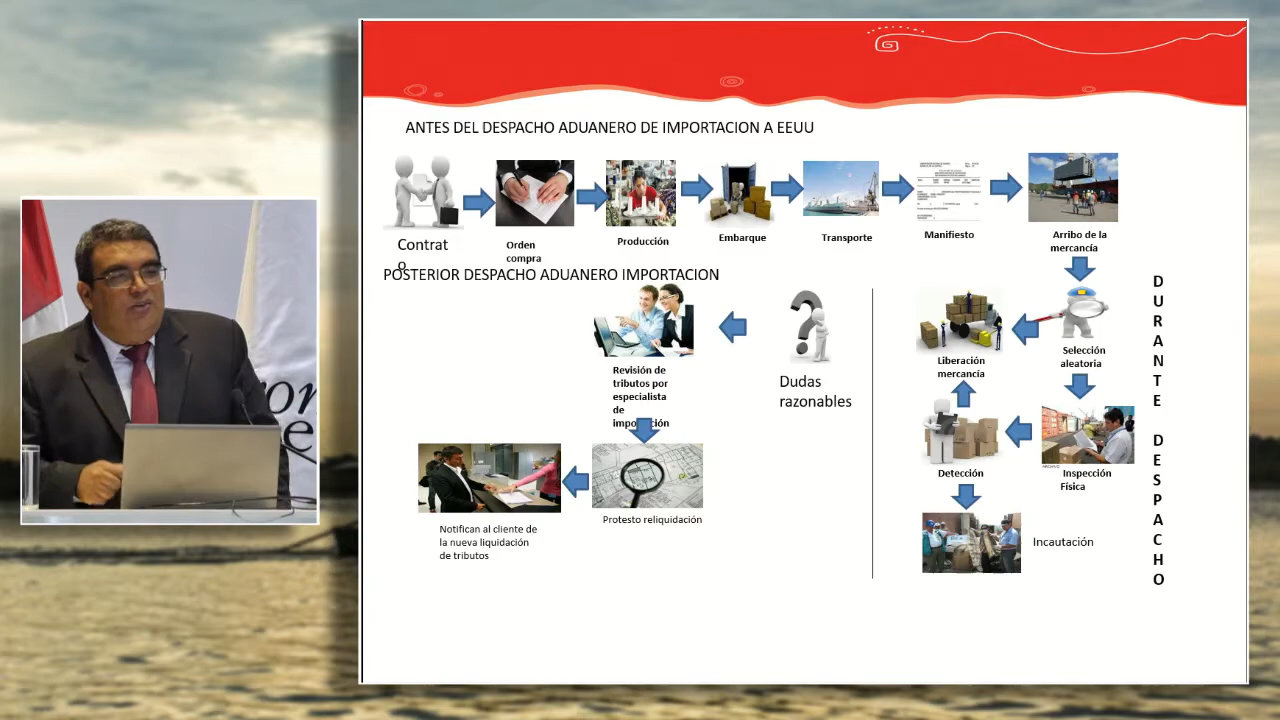 ANTES DEL DESPACHO ADUANERO DE IMPORTACION A EEUU
Contrat
o
Orden
compra
Producción
Embarque
Transporte
Manifiesto
Arribo de la
mercancía
POSTERIOR DESPACHO ADUANERO IMPORTACION
Revisión de
tributos por
especialista
de
Dudas
razonables
Liberación
mercancía
Selección
aleatoria
Detección
Inspección
Física
Protesto reliquidación
Notifican al cliente de
la nueva liquidación
de tributos
Incautación
D
U
R
A
N
T
E
D
E
S
P
A
C
H
O